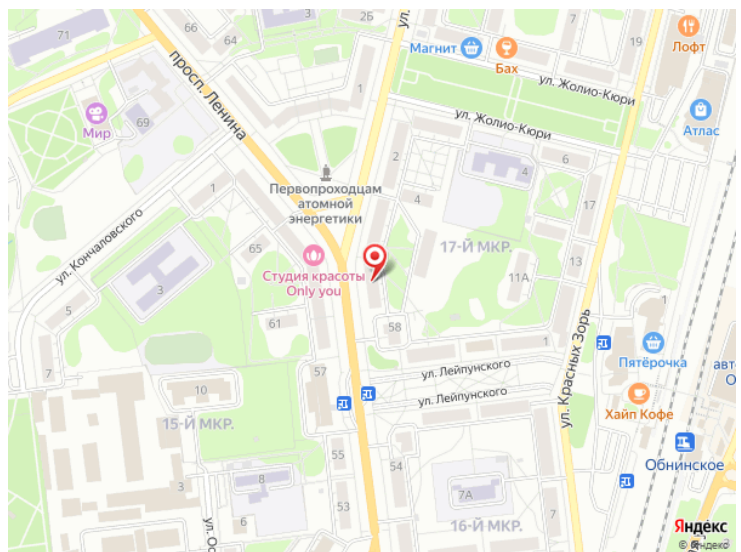 71
66
64
2Б
ул.
7
19
Лофт
Магнит
Бах
ул. Жолио-Кюри
1
просп. Ленина
Мир
69
ул. Жолио-Кюри
Атлас
2
6
4
Первопроходцам
атомной
энергетики
1
4
17
ул. Кончаловского
65
17-Й МКР.
13
11А
Студия красоты
Only you
3
1
5
61
58
1
ул. Красных Зорь
Пятёрочка
авто
О
7
57
ул. Лейпунского
10
ул. Лейпунского
Хайп Кофе
15-Й МКР.
7
Обнинское
55
54
3
8
53
7А
6
ул. Ос
16-Й МКР.
Яндекс
© Яндекс
3